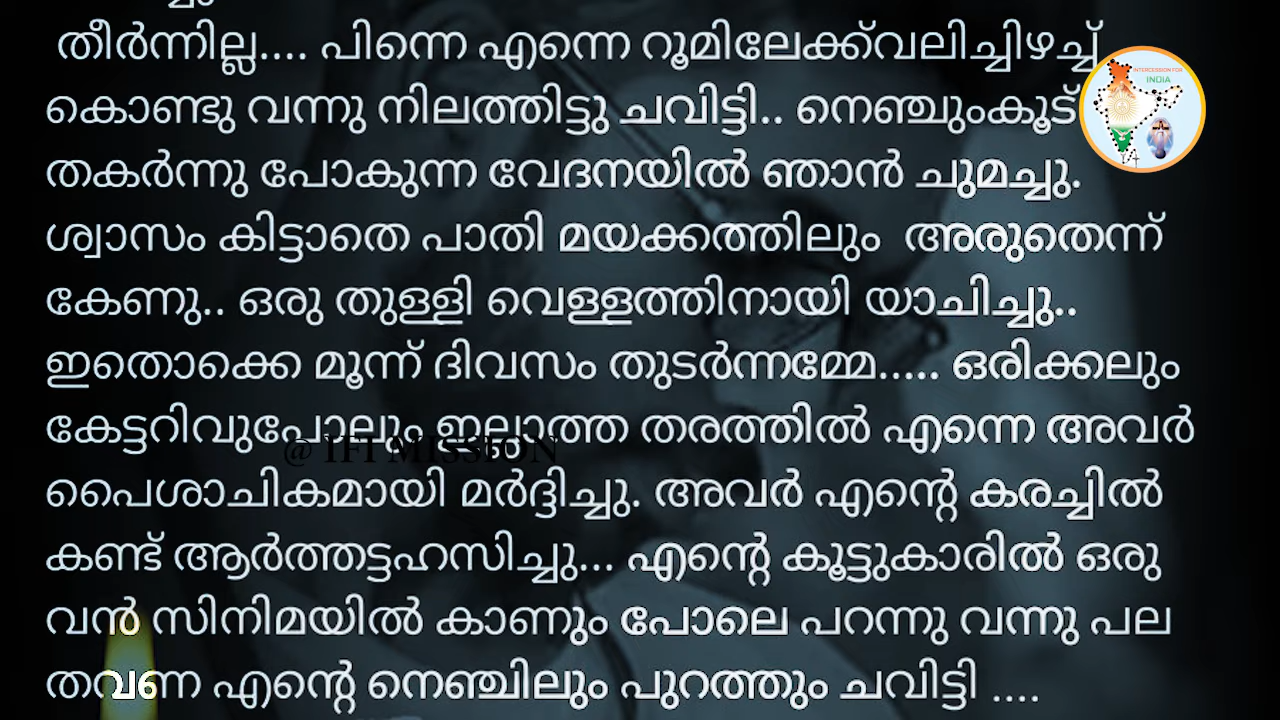 തീർന്നില്ല.... പിന്നെ എന്നെ റൂമിലേക്ക്‌വലിച്ചിഴച്ച്
കൊണ്ടു വന്നു നിലത്തിട്ടു ചവിട്ടി.. നെഞ്ചുംകൂട്
തകർന്നു പോകുന്ന വേദനയിൽ ഞാൻ ചുമച്ചു.
ശ്വാസം കിട്ടാതെ പാതി മയക്കത്തിലും അരുതെന്ന്
കേണു.. ഒരു തുള്ളി വെള്ളത്തിനായി യാചിച്ചു..
ഇതൊക്കെ മൂന്ന് ദിവസം തുടർന്നമ്മേ..... ഒരിക്കലും
കേട്ടറിവുപോലും ഇല്ലാത്ത തരത്തിൽ എന്നെ അവർ
പൈശാചികമായി മർദ്ദിച്ചു. അവർ എന്റെ കരച്ചിൽ
കണ്ട് ആർത്തട്ടഹസിച്ചു... എന്റെ കൂട്ടുകാരിൽ ഒരു
വൻ സിനിമയിൽ കാണും പോലെ പറന്നു വന്നു പല
തവണ എന്റെ നെഞ്ചിലും പുറത്തും ചവിട്ടി ....
INTERCESSION FOR
INDIA
@ IFI MISSION